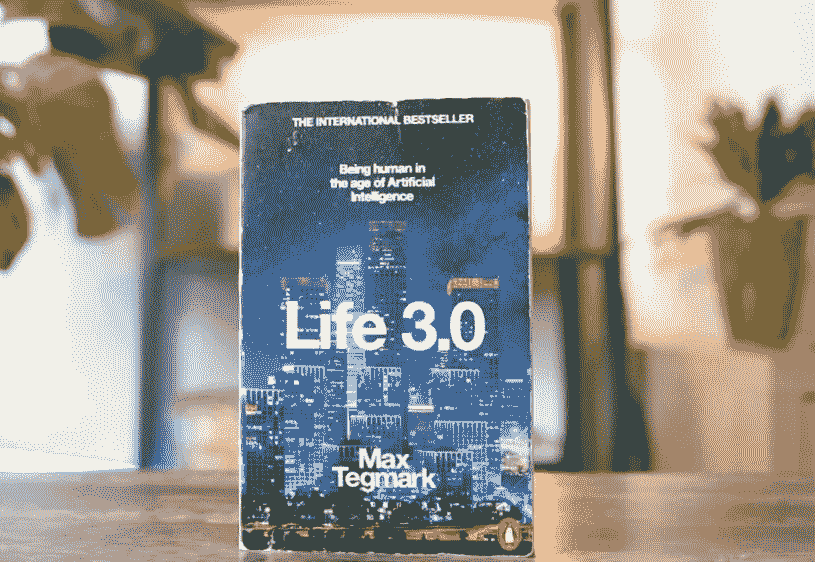 THE INTERNATIONAL BESTSELLER
Being human in
the age of Artificial
Intelligence
Life 3.0
Max
Tegmark